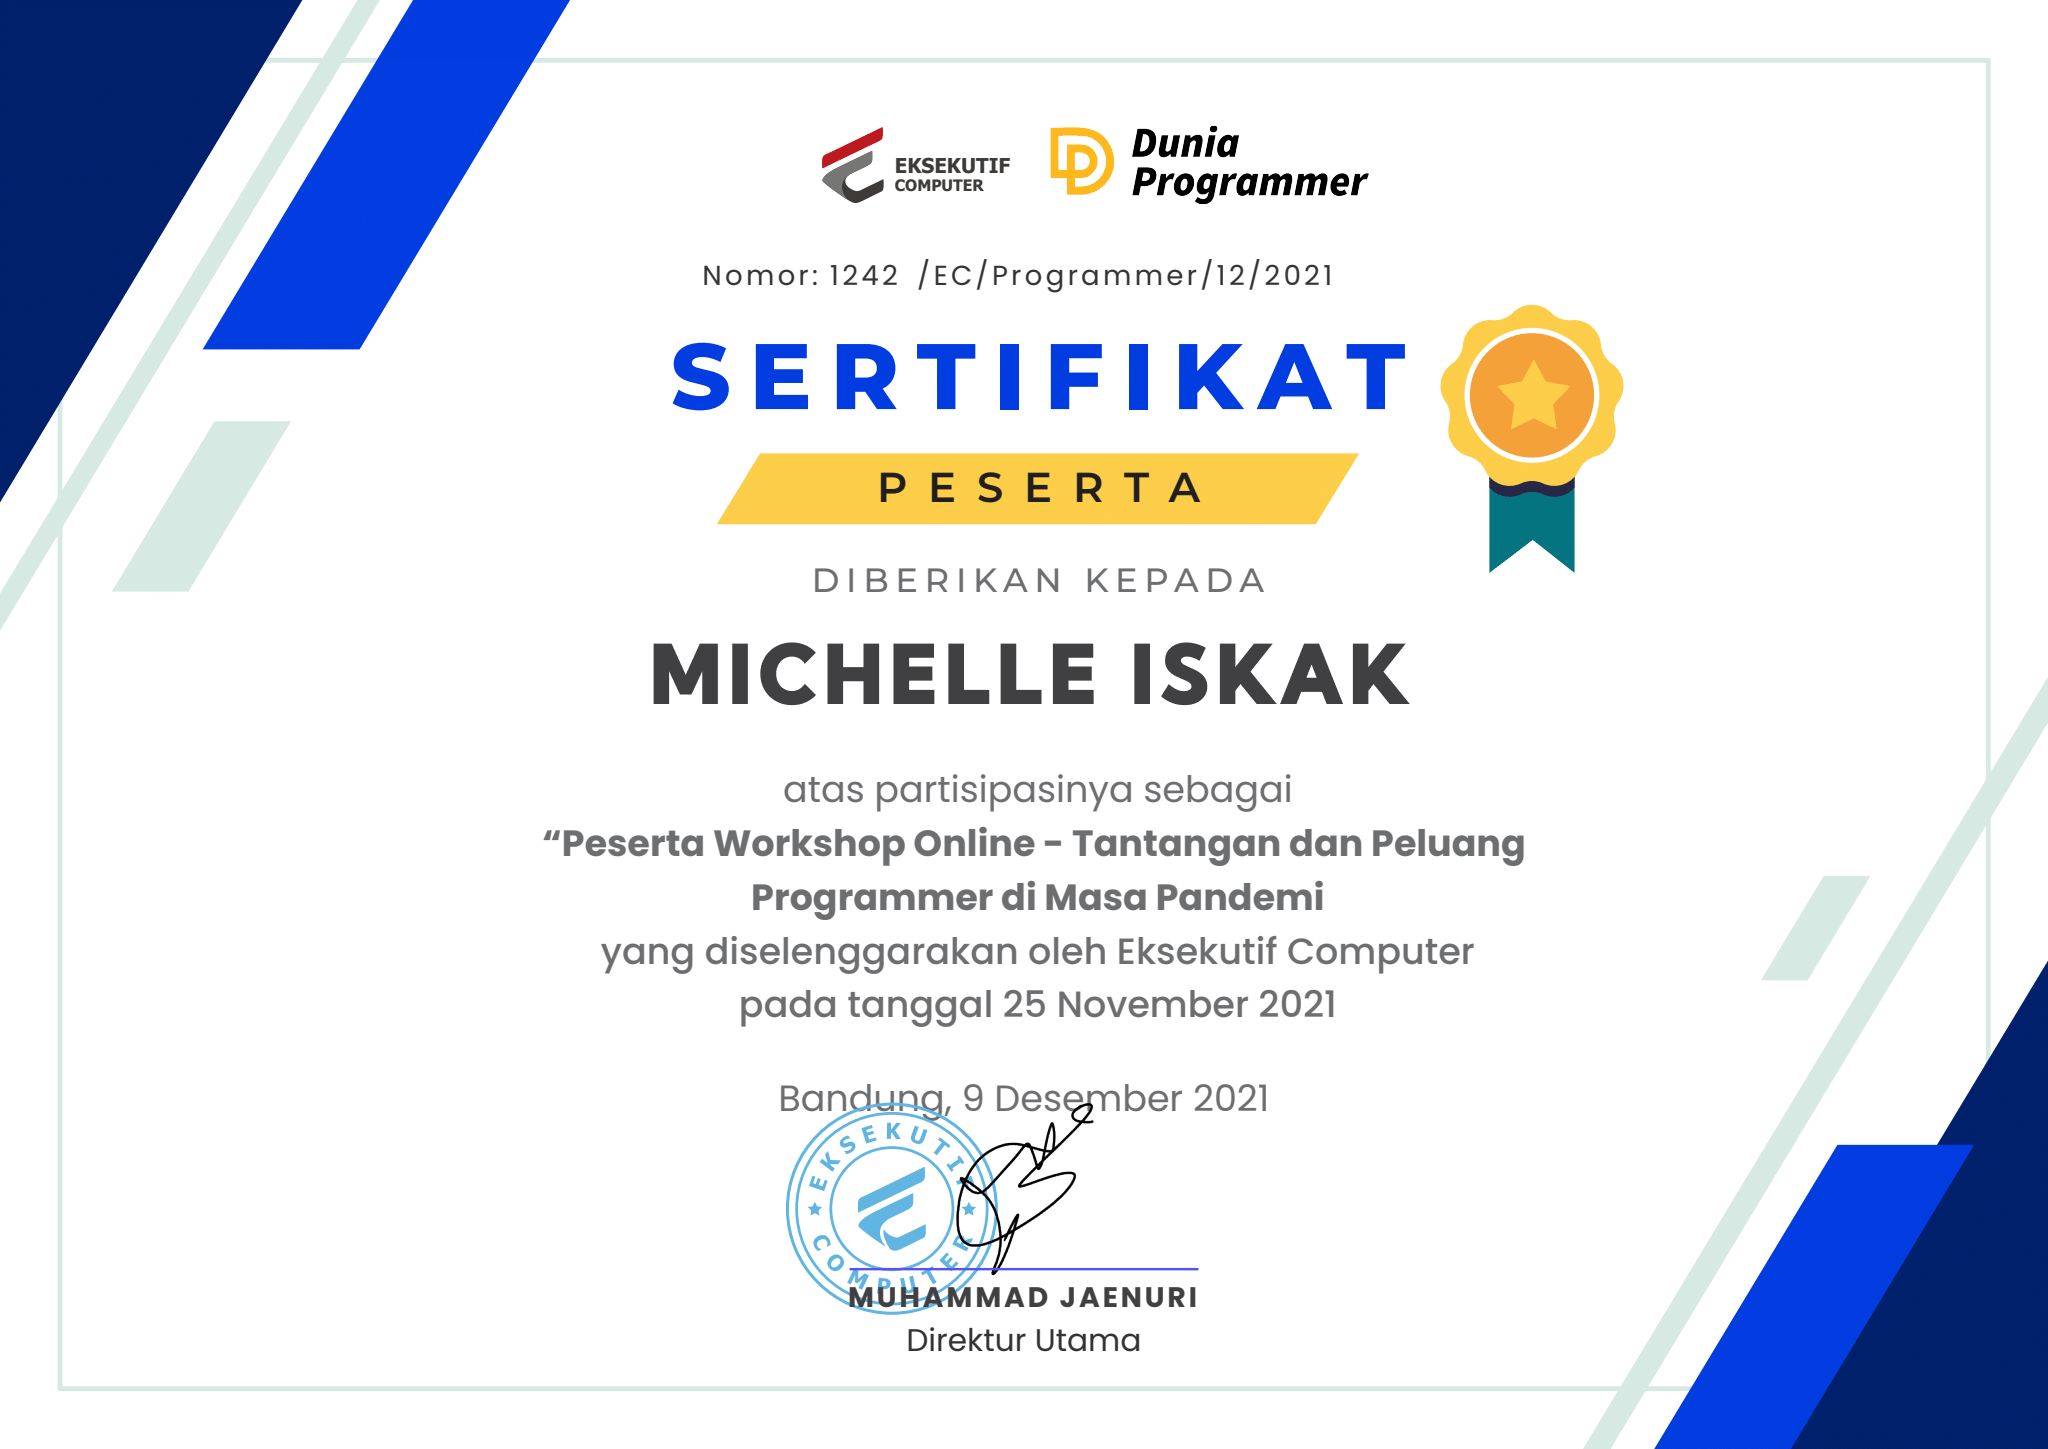 EKSEKUTIF
COMPUTER
Dunia
Programmer
Nomor: 1242 /EC/Programmer/12/2021
SERTIFIKAT
PESERTA
DIBERIKAN KEPADA
MICHELLE ISKAK
atas partisipasinya sebagai
“Peserta Workshop Online - Tantangan dan Peluang
Programmer di Masa Pandemi
yang diselenggarakan oleh Eksekutif Computer
pada tanggal 25 November 2021
Bandung, 9 Desember 2021
EKSEKUTIF
COMPUTER
MUHAMMAD JAENURI
Direktur Utama